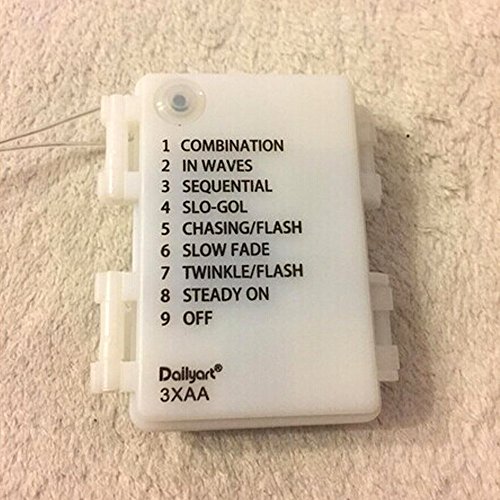 1 COMBINATION
2 IN WAVES
3 SEQUENTIAL
4 SLO-GOL
5 CHASING/FLASH
6 SLOW FADE
7 TWINKLE/FLASH
8 STEADY ON
9 OFF
Dailyart®
3XAA